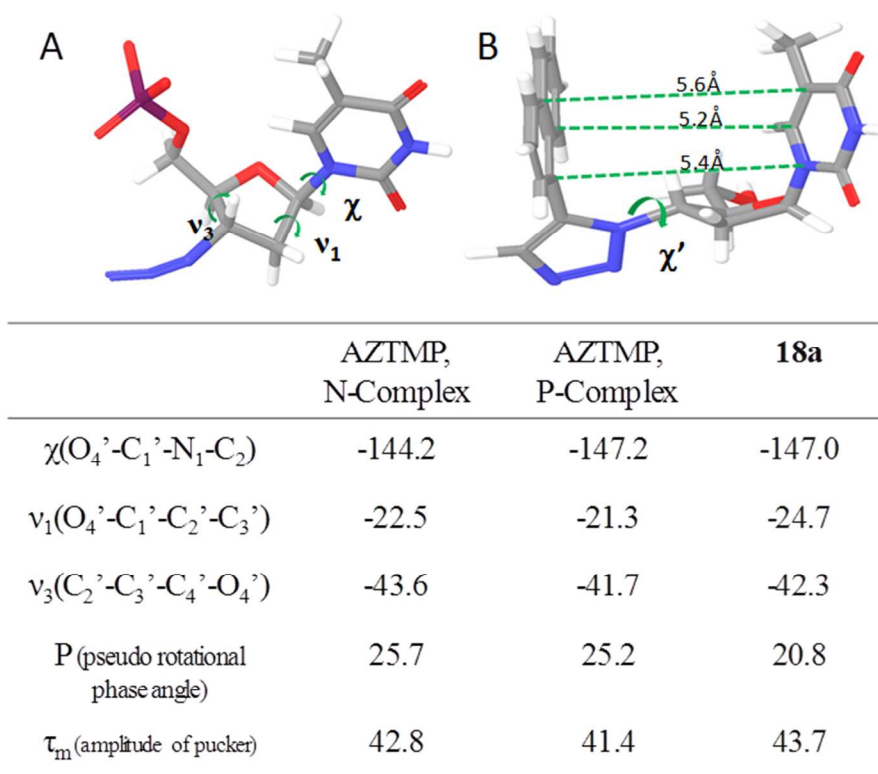 A
B
5.6Å
5.2Å
5.4Å
χ
ν3
ν1
χ’
AZTMP, N-Complex AZTMP, P-Complex 18a
χ(O4’-C1’-N1-C2) -144.2 -147.2 -147.0
ν1(O4’-C1’-C2’-C3’) -22.5 -21.3 -24.7
ν3(C2’-C3’-C4’-O4’) -43.6 -41.7 -42.3
P (pseudo rotational phase angle) 25.7 25.2 20.8
τm (amplitude of pucker) 42.8 41.4 43.7